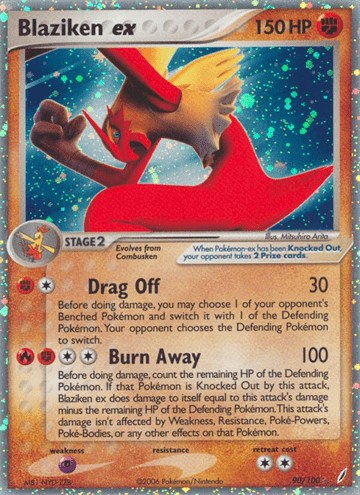 Blaziken ex 150 HP
Illus. Mitsuhiro Arita
STAGE 2
Evolves from
Combusken
When Pokémon-ex has been Knocked Out,
your opponent takes 2 Prize cards.
Drag Off 30
Before doing damage, you may choose 1 of your opponent's
Benched Pokémon and switch it with 1 of the Defending
Pokémon. Your opponent chooses the Defending Pokémon
to switch.
Burn Away 100
Before doing damage, count the remaining HP of the Defending
Pokémon. If that Pokémon is Knocked Out by this attack,
Blaziken ex does damage to itself equal to this attack's damage
minus the remaining HP of the Defending Pokémon. This damage
isn't affected by Weakness, Resistance, Poké-Powers,
Poké-Bodies, or any other effects on that Pokémon.
weakness resistance retreat cost
©2006 Pokémon/Nintendo
90/100